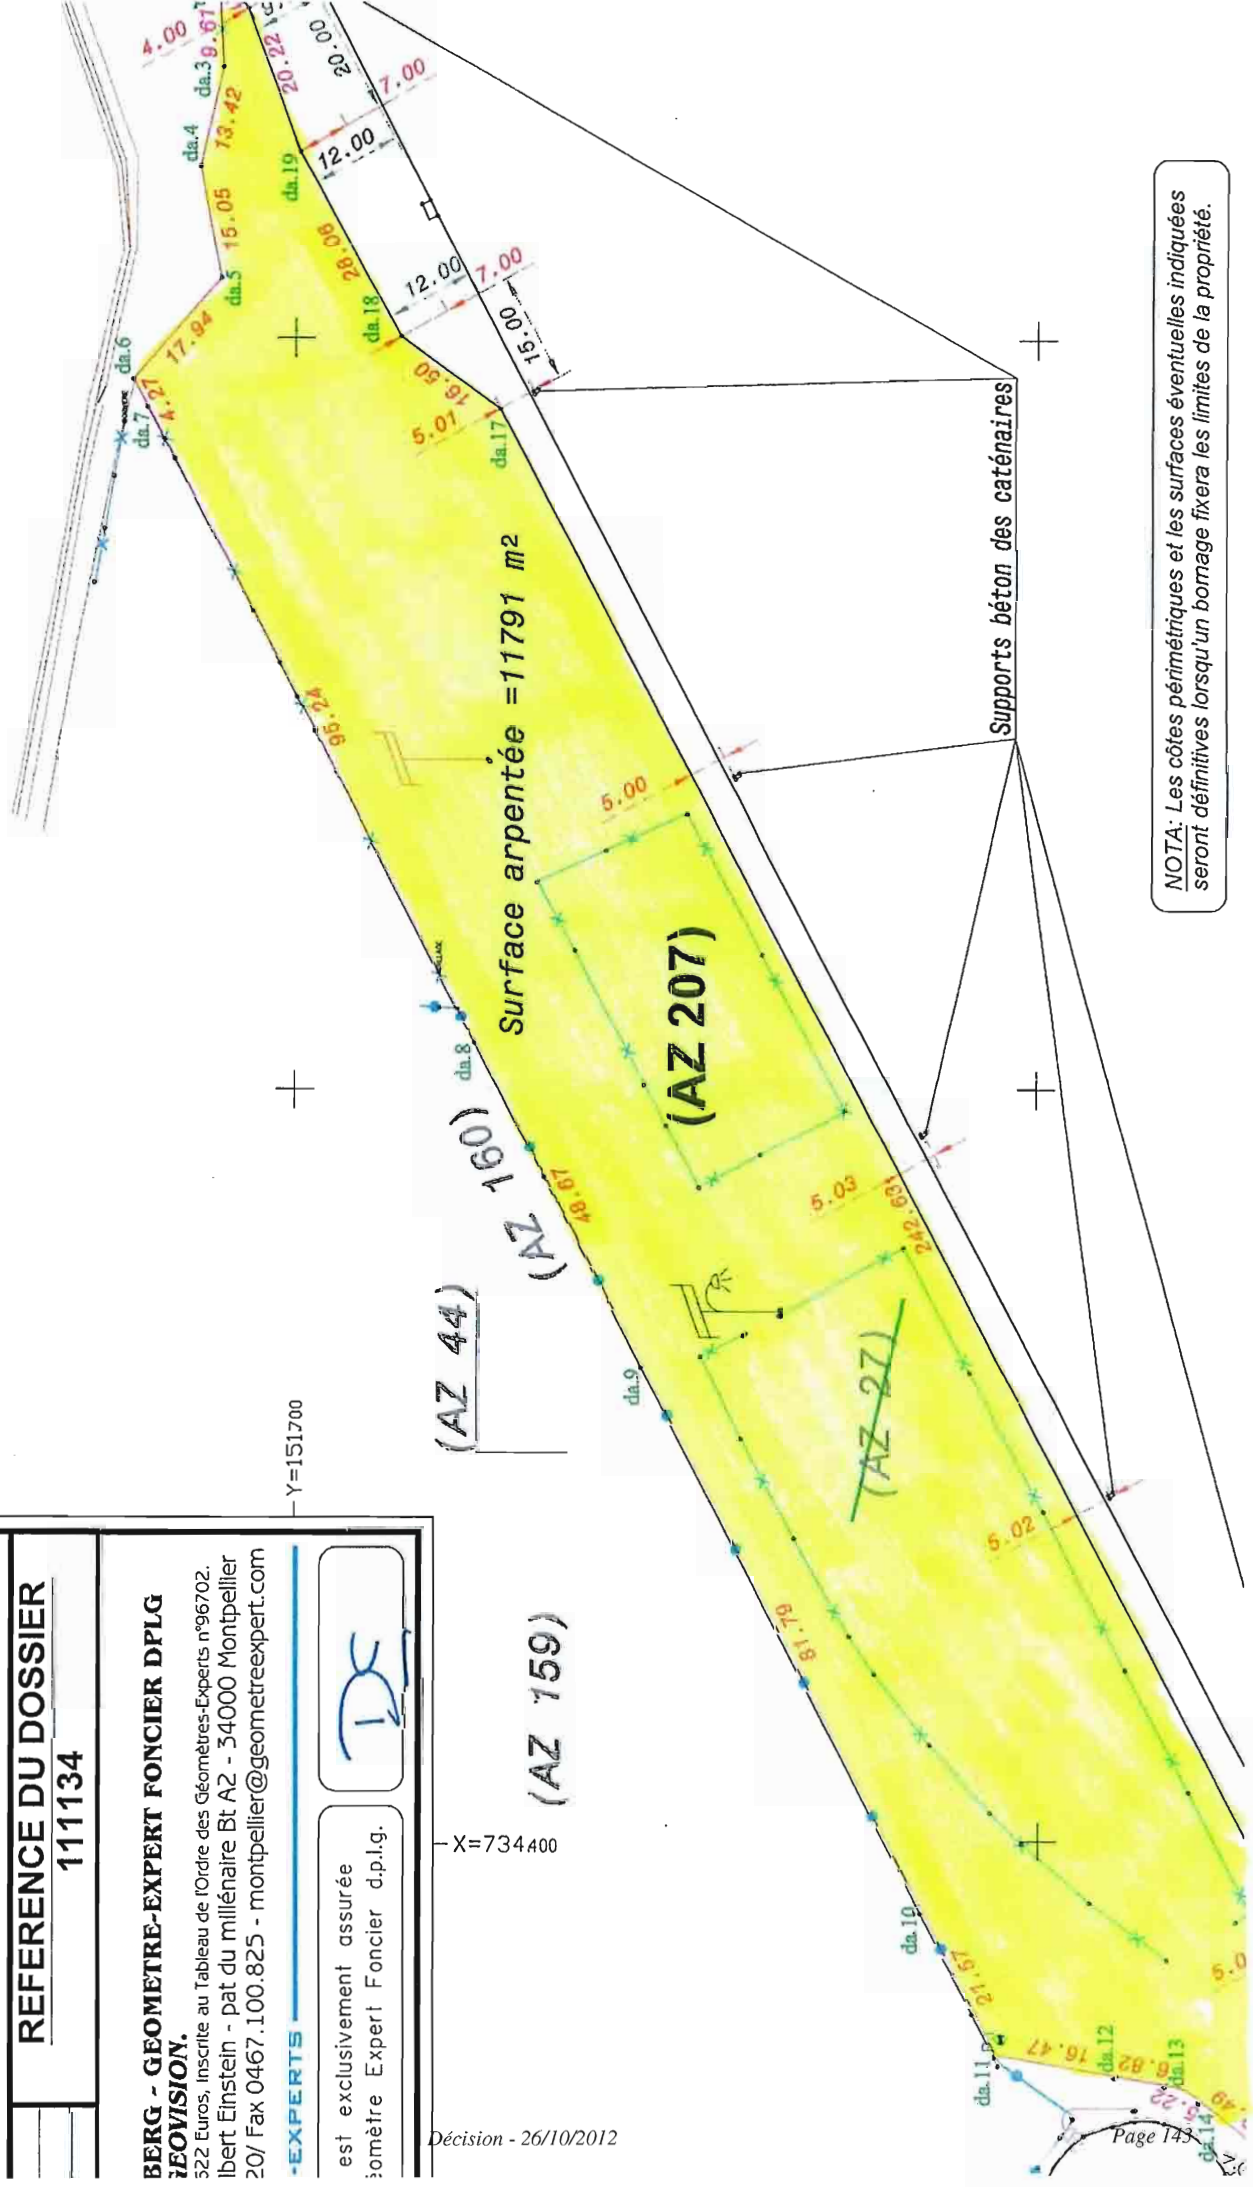 REFERENCE DU DOSSIER
111134
BERG - GEOMETRE-EXPERT FONCIER DPLG
GEOVISION.
522 Euros, Inscrite au Tableau de l'Ordre des Géomètres-Experts n°96702.
lbert Einstein - pat du millénaire Bt A2 - 34000 Montpellier
20/ Fax 0467.100.825 - montpellier@geometreexpert.com
-EXPERTS
est exclusivement assurée
éomètre Expert Foncier d.p.l.g.
Y=151700
X=734400
(AZ 44)
(AZ 160)
(AZ 159)
Surface arpentée =11791 m²
(AZ 207)
(AZ 27)
Supports béton des caténaires
NOTA: Les côtes périmétriques et les surfaces éventuelles indiquées
seront définitives lorsqu'un bornage fixera les limites de la propriété.
da.3
da.4
da.5
da.6
da.7
da.8
da.9
da.10
da.11
da.12
da.13
da.14
da.17
da.18
da.19
4.00
9.61
13.42
15.05
17.94
4.27
95.24
48.67
81.79
21.57
16.47
6.82
5.22
20.22
20.00
7.00
12.00
28.06
12.00
7.00
15.00
16.50
5.01
5.00
5.03
242.63
5.02
Décision - 26/10/2012
Page 143